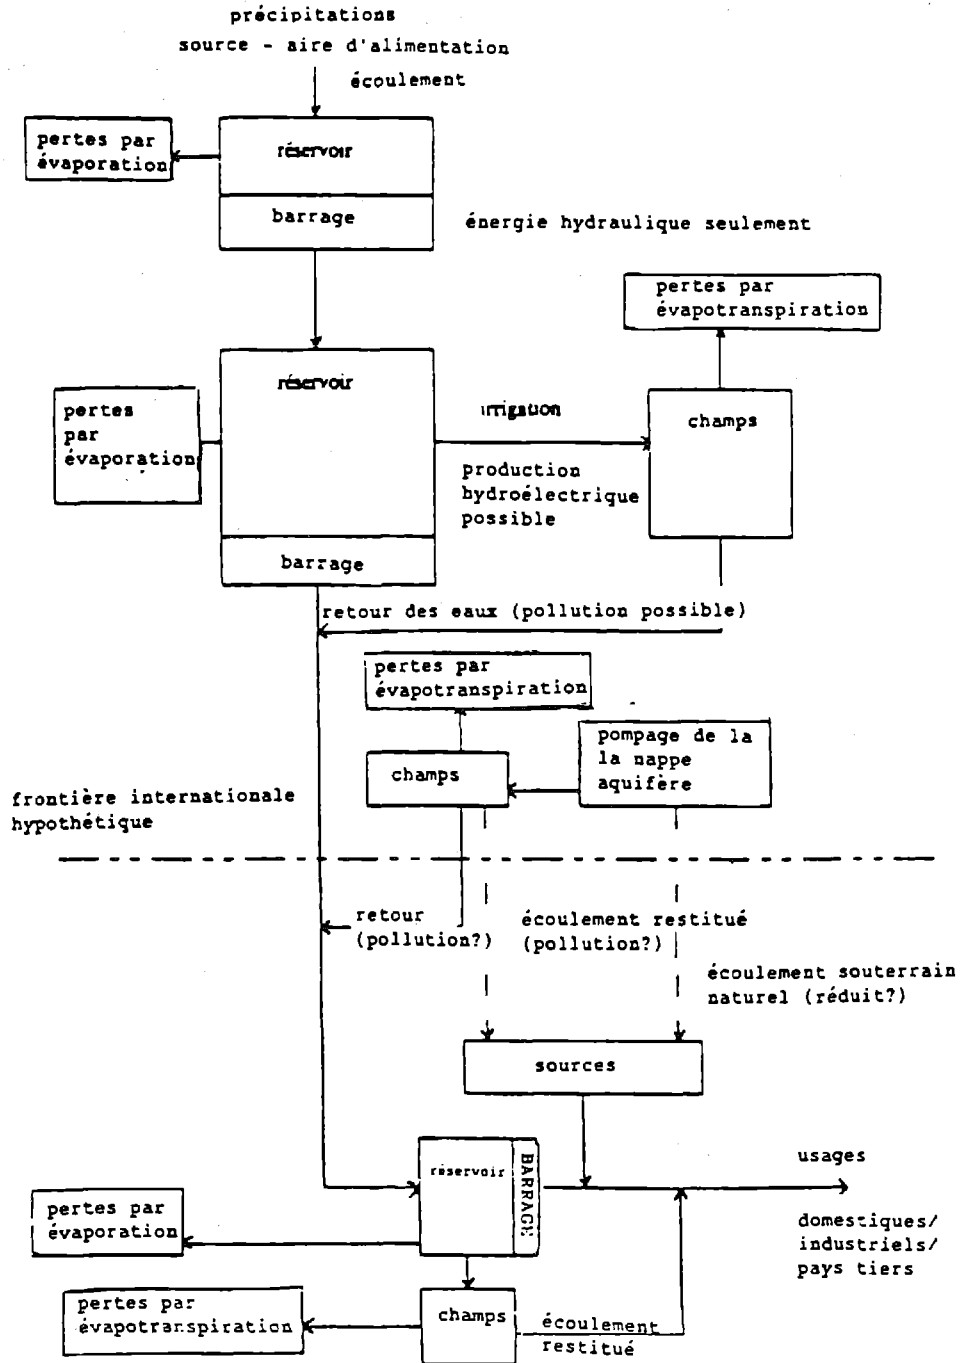 précipitations
source - aire d'alimentation
écoulement
pertes par
évaporation
réservoir
barrage
énergie hydraulique seulement
pertes par
évapotranspiration
réservoir
pertes
par
évaporation
irrigation
champs
production
hydroélectrique
possible
barrage
retour des eaux (pollution possible)
pertes par
évapotranspiration
pompage de la
la nappe
aquifère
champs
frontière internationale
hypothétique
retour
(pollution?)
écoulement restitué
(pollution?)
écoulement souterrain
naturel (réduit?)
sources
réservoir
BARRAGE
usages
domestiques/
industriels/
pays tiers
pertes par
évaporation
pertes par
évapotranspiration
champs
écoulement
restitué